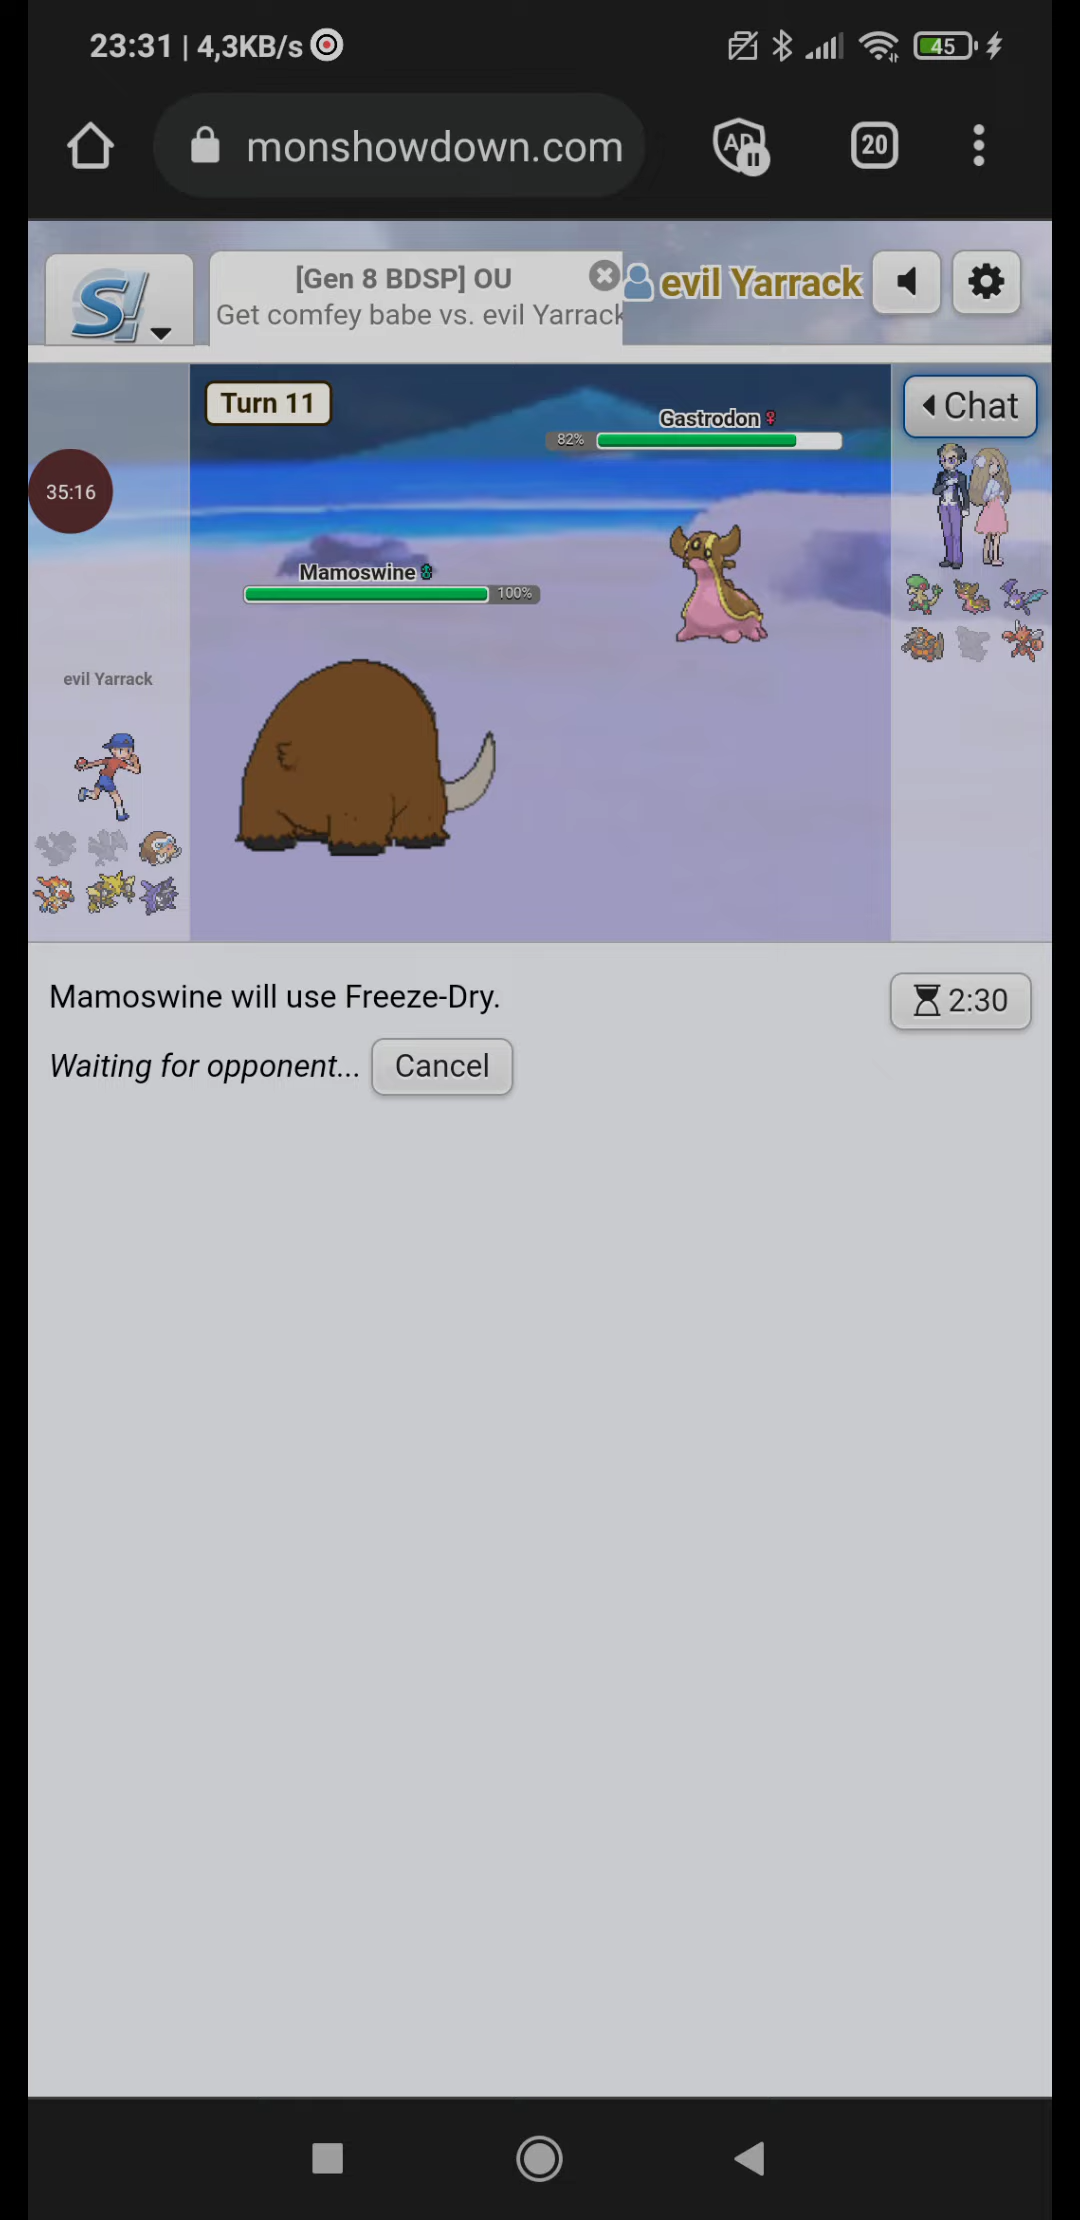 23:31 | 4,3KB/s
45
monshowdown.com
AD
20
S!
[Gen 8 BDSP] OU
Get comfey babe vs. evil Yarrack
evil Yarrack
Turn 11
Gastrodon
82%
Chat
35:16
Mamoswine
100%
evil Yarrack
Mamoswine will use Freeze-Dry.
2:30
Waiting for opponent...
Cancel